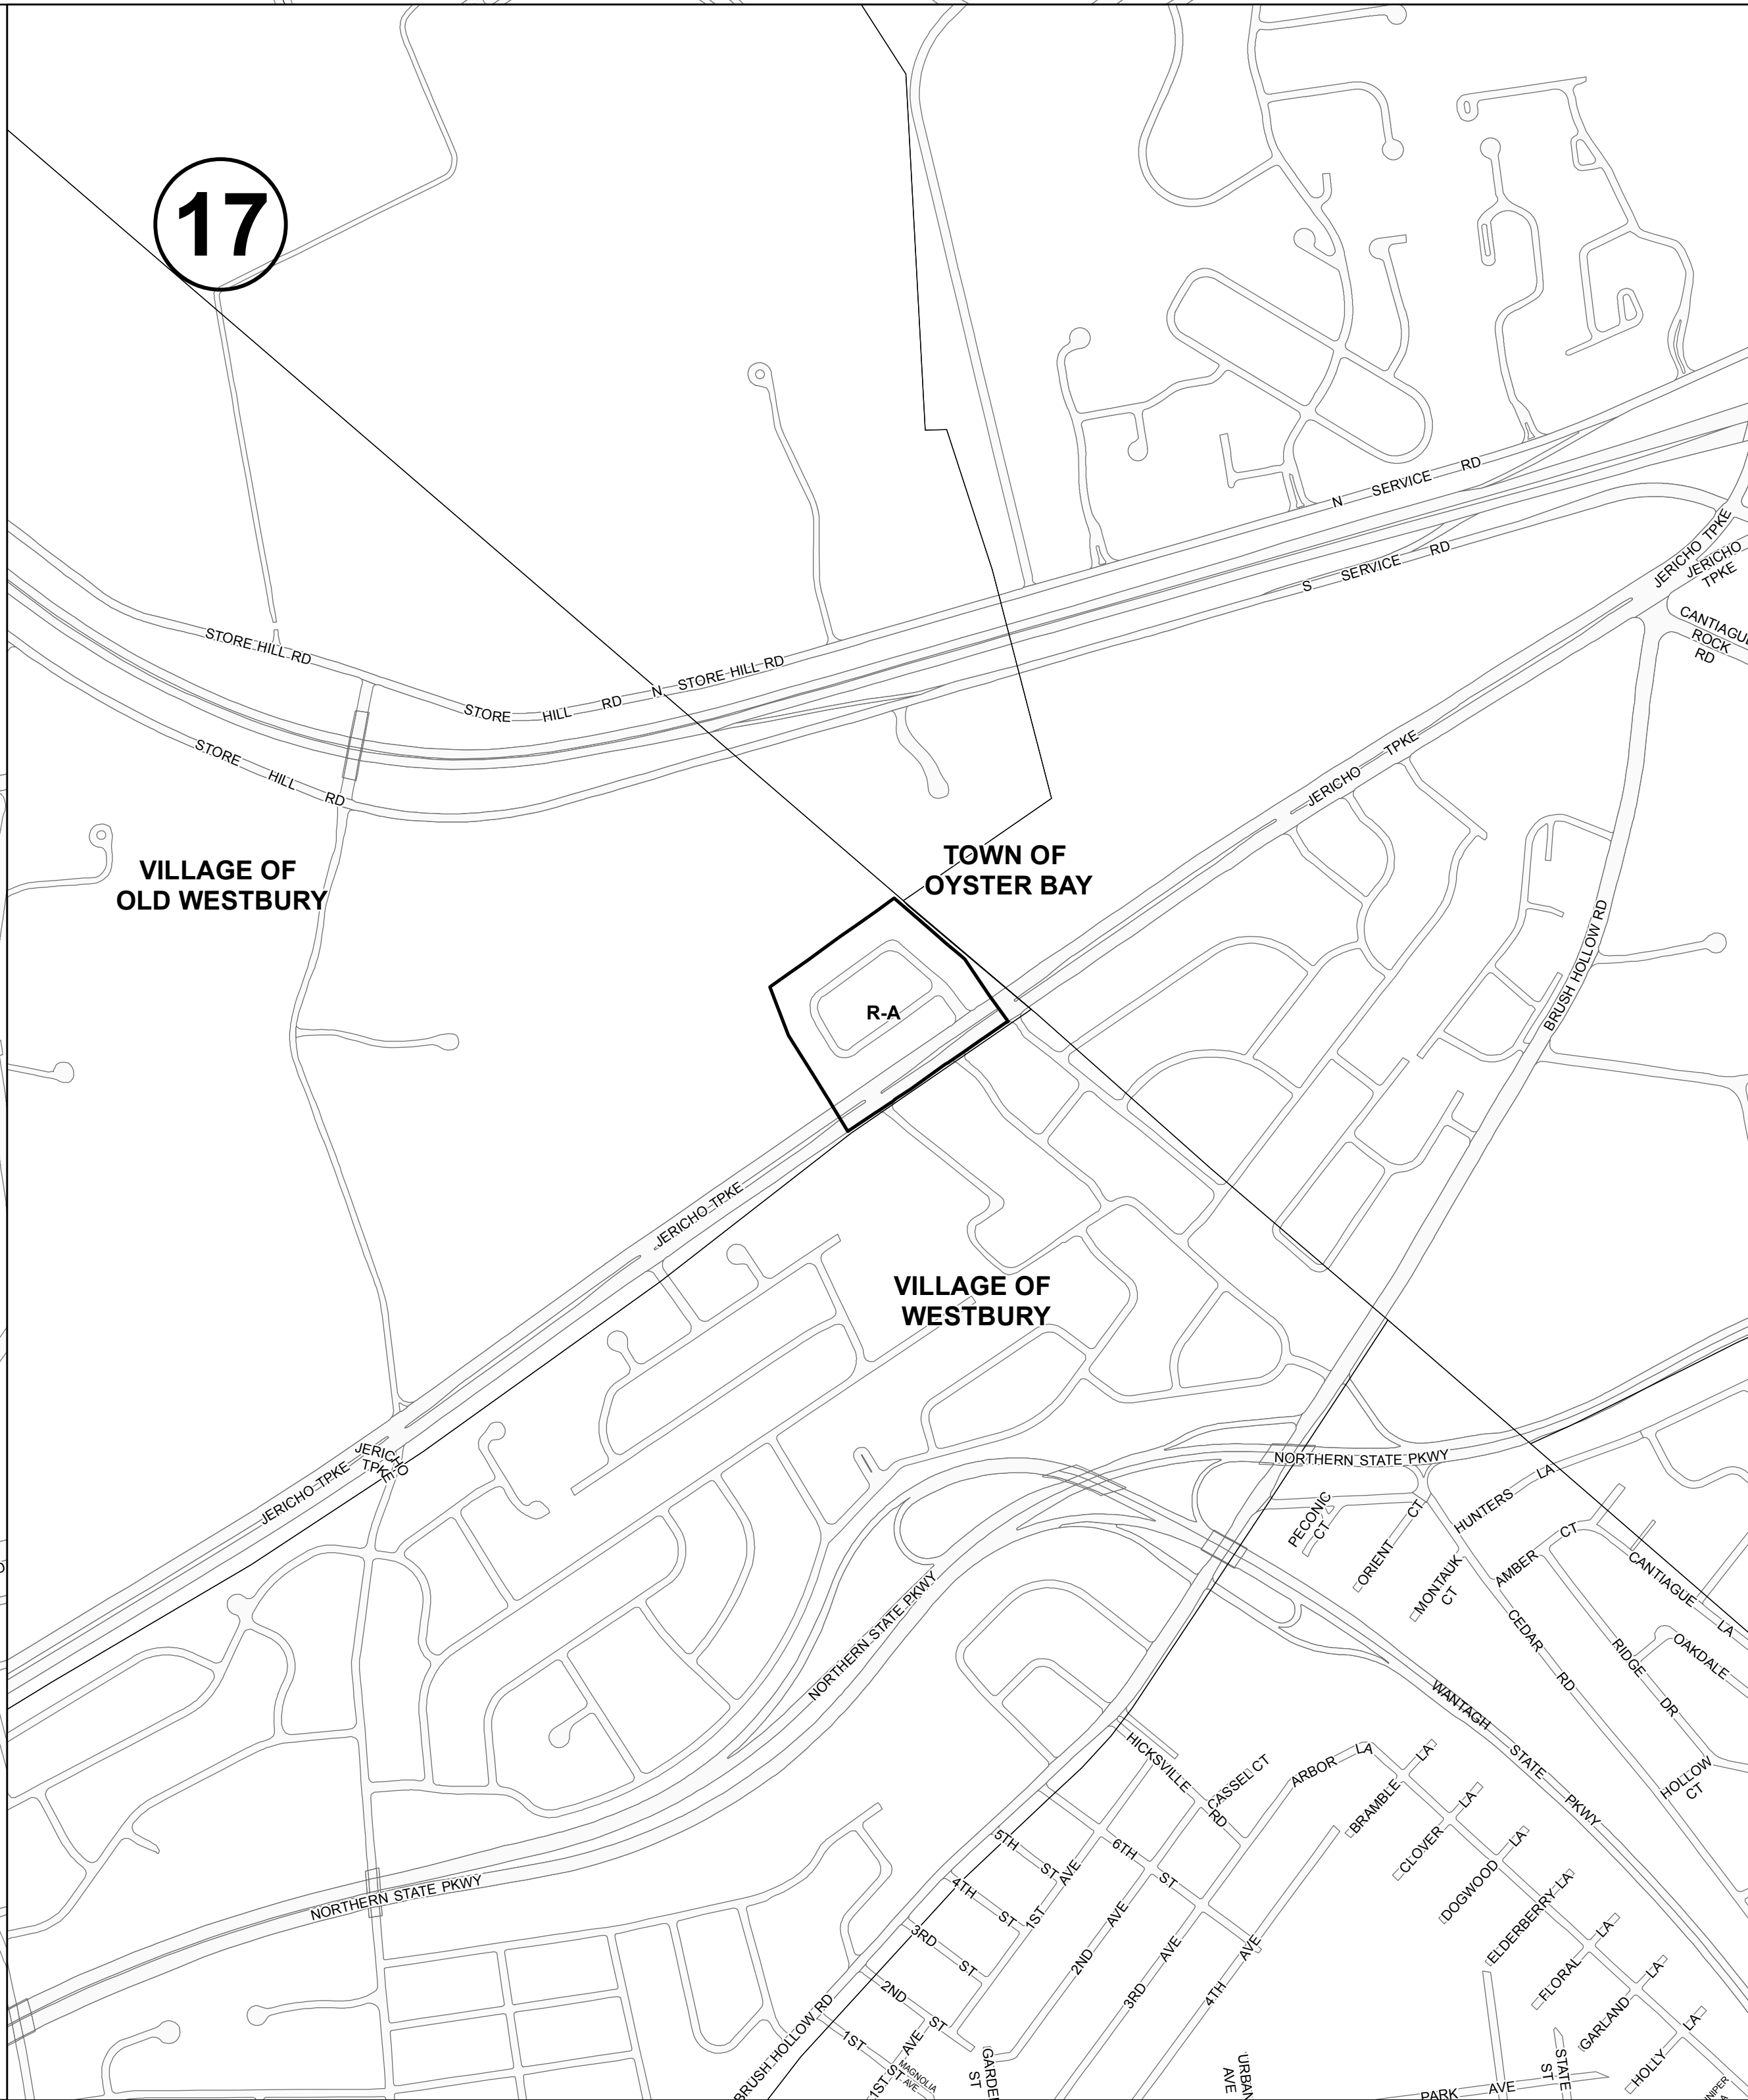 17
N SERVICE RD
S SERVICE RD
JERICHO TPKE
JERICHO
TPKE
ROCK
RD
STORE HILL RD
N STORE HILL RD
STORE HILL RD
STORE HILL RD
JERICHO TPKE
VILLAGE OF
OLD WESTBURY
TOWN OF
OYSTER BAY
BRUSH HOLLOW RD
R-A
JERICHO TPKE
VILLAGE OF
WESTBURY
JERICHO
TPKE
JERICHO TPKE
NORTHERN STATE PKWY
HUNTERS LA
PECONIC
CT
ORIENT CT
MONTAUK
CT
AMBER CT
CANTIAGUE LA
NORTHERN STATE PKWY
CEDAR RD
RIDGE DR
OAKDALE
WANTAGH STATE PKWY
HOLLOW
CT
HICKSVILLE RD
CASSEL CT
ARBOR LA
BRAMBLE LA
CLOVER LA
DOGWOOD LA
ELDERBERRY LA
FLORAL LA
GARLAND LA
HOLLY LA
5TH ST
6TH ST
4TH ST
3RD ST
2ND ST
1ST ST
1ST AVE
2ND AVE
3RD AVE
4TH AVE
NORTHERN STATE PKWY
BRUSH HOLLOW RD
1ST AVE
MAGNOLIA
AVE
ST
AVE
STATE
ST
PARK AVE